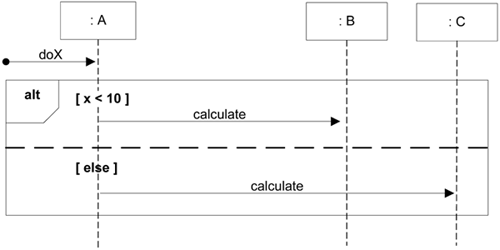 : A
: B
: C
doX
alt
[ x < 10 ]
calculate
[ else ]
calculate